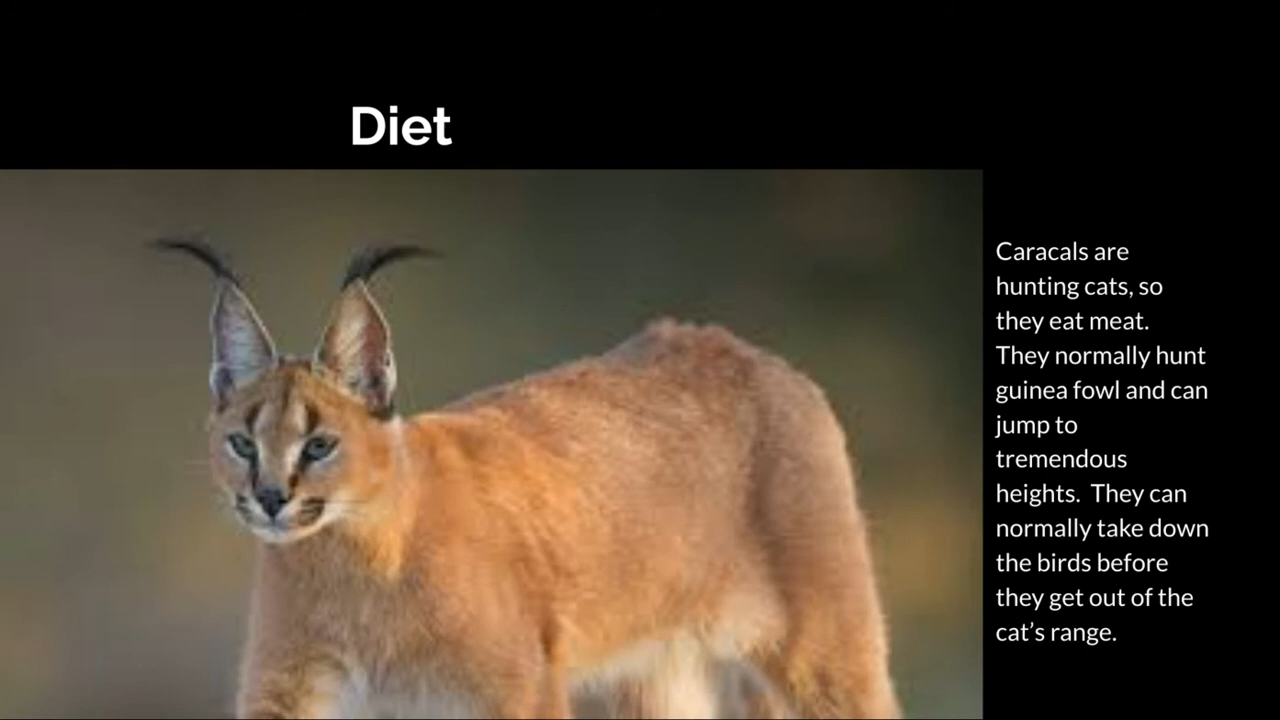 Diet
Caracals are
hunting cats, so
they eat meat.
They normally hunt
guinea fowl and can
jump to
tremendous
heights.  They can
normally take down
the birds before
they get out of the
cat’s range.